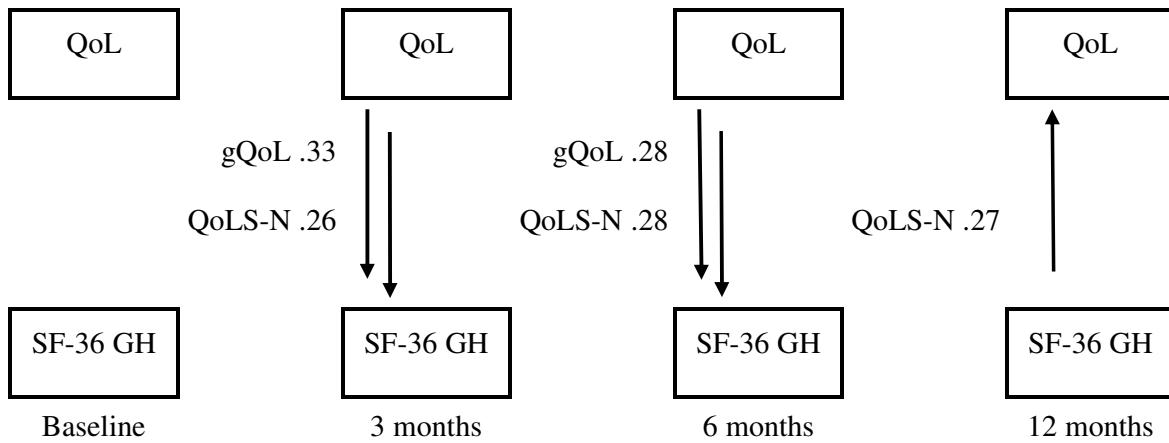 QoL QoL QoL QoL
gQoL .33 gQoL .28
QoLS-N .26 QoLS-N .28 QoLS-N .27
SF-36 GH SF-36 GH SF-36 GH SF-36 GH
Baseline 3 months 6 months 12 months